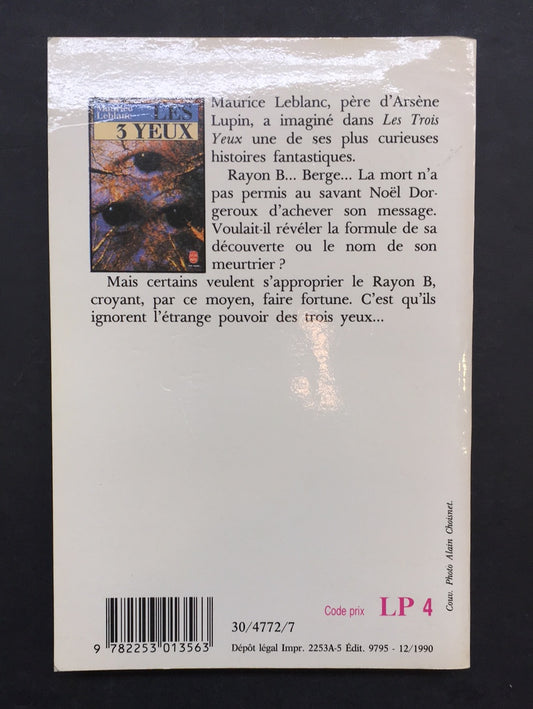 Maurice Leblanc, père d'Arsène
Lupin, a imaginé dans Les Trois
Yeux une de ses plus curieuses
histoires fantastiques.
Rayon B... Berge... La mort n'a
pas permis au savant Noël Dor-
geroux d'achever son message.
Voulait-il révéler la formule de sa
découverte ou le nom de son
meurtrier ?
Mais certains veulent s'approprier le Rayon B,
croyant, par ce moyen, faire fortune. C'est qu'ils
ignorent l'étrange pouvoir des trois yeux...
Maurice
Leblanc
LES
3 YEUX
Couv. Photo Alain Choisnet.
Code prix LP 4
30/4772/7
9 782253 013563
Dépôt légal Impr. 2253A-5 Édit. 9795 - 12/1990